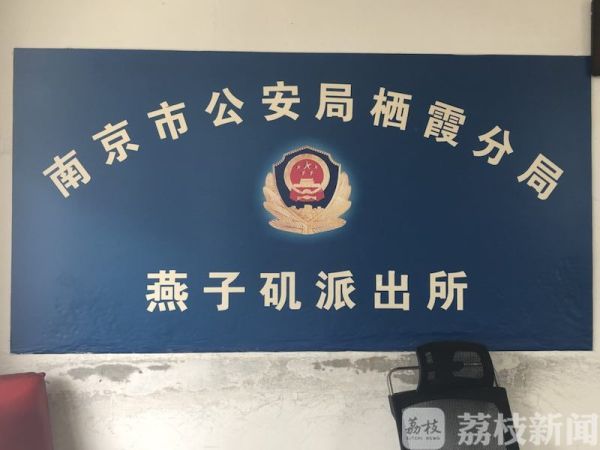 南京市公安局栖霞分局
燕子矶派出所
荔枝
荔枝新闻